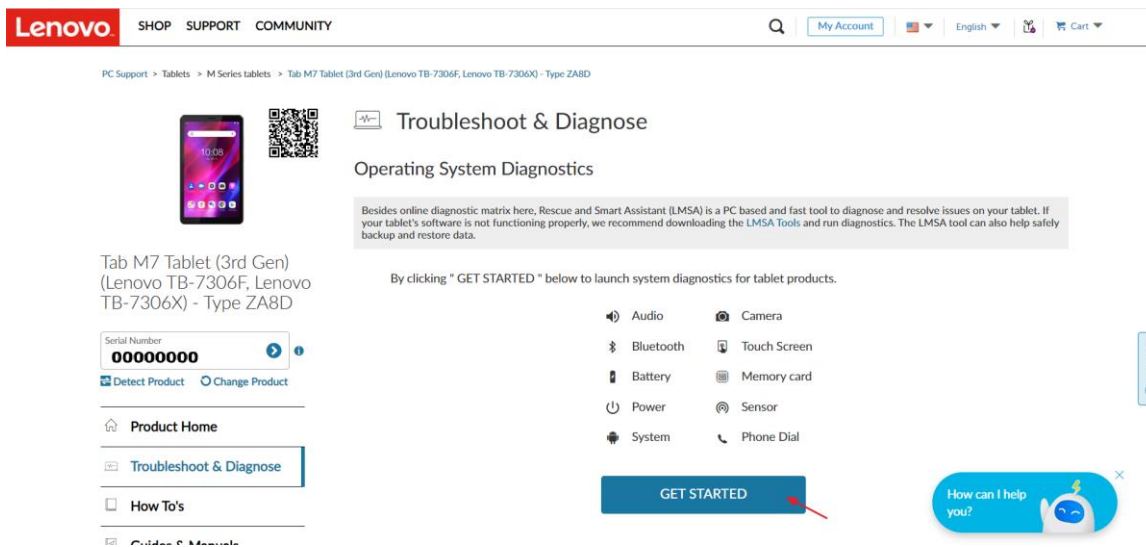 Lenovo.
SHOP SUPPORT COMMUNITY
My Account
English
Cart
PC Support > Tablets > M Series tablets > Tab M7 Tablet (3rd Gen) (Lenovo TB-7306F, Lenovo TB-7306X) - Type ZA8D
10:08
Tab M7 Tablet (3rd Gen)
(Lenovo TB-7306F, Lenovo
TB-7306X) - Type ZA8D
Serial Number
00000000
Detect Product Change Product
Product Home
Troubleshoot & Diagnose
How To's
Guides & Manuals
Troubleshoot & Diagnose
Operating System Diagnostics
Besides online diagnostic matrix here, Rescue and Smart Assistant (LMSA) is a PC based and fast tool to diagnose and resolve issues on your tablet. If
your tablet's software is not functioning properly, we recommend downloading the LMSA Tools and run diagnostics. The LMSA tool can also help safely
backup and restore data.
By clicking " GET STARTED " below to launch system diagnostics for tablet products.
Audio Camera
Bluetooth Touch Screen
Battery Memory card
Power Sensor
System Phone Dial
GET STARTED
How can I help
you?